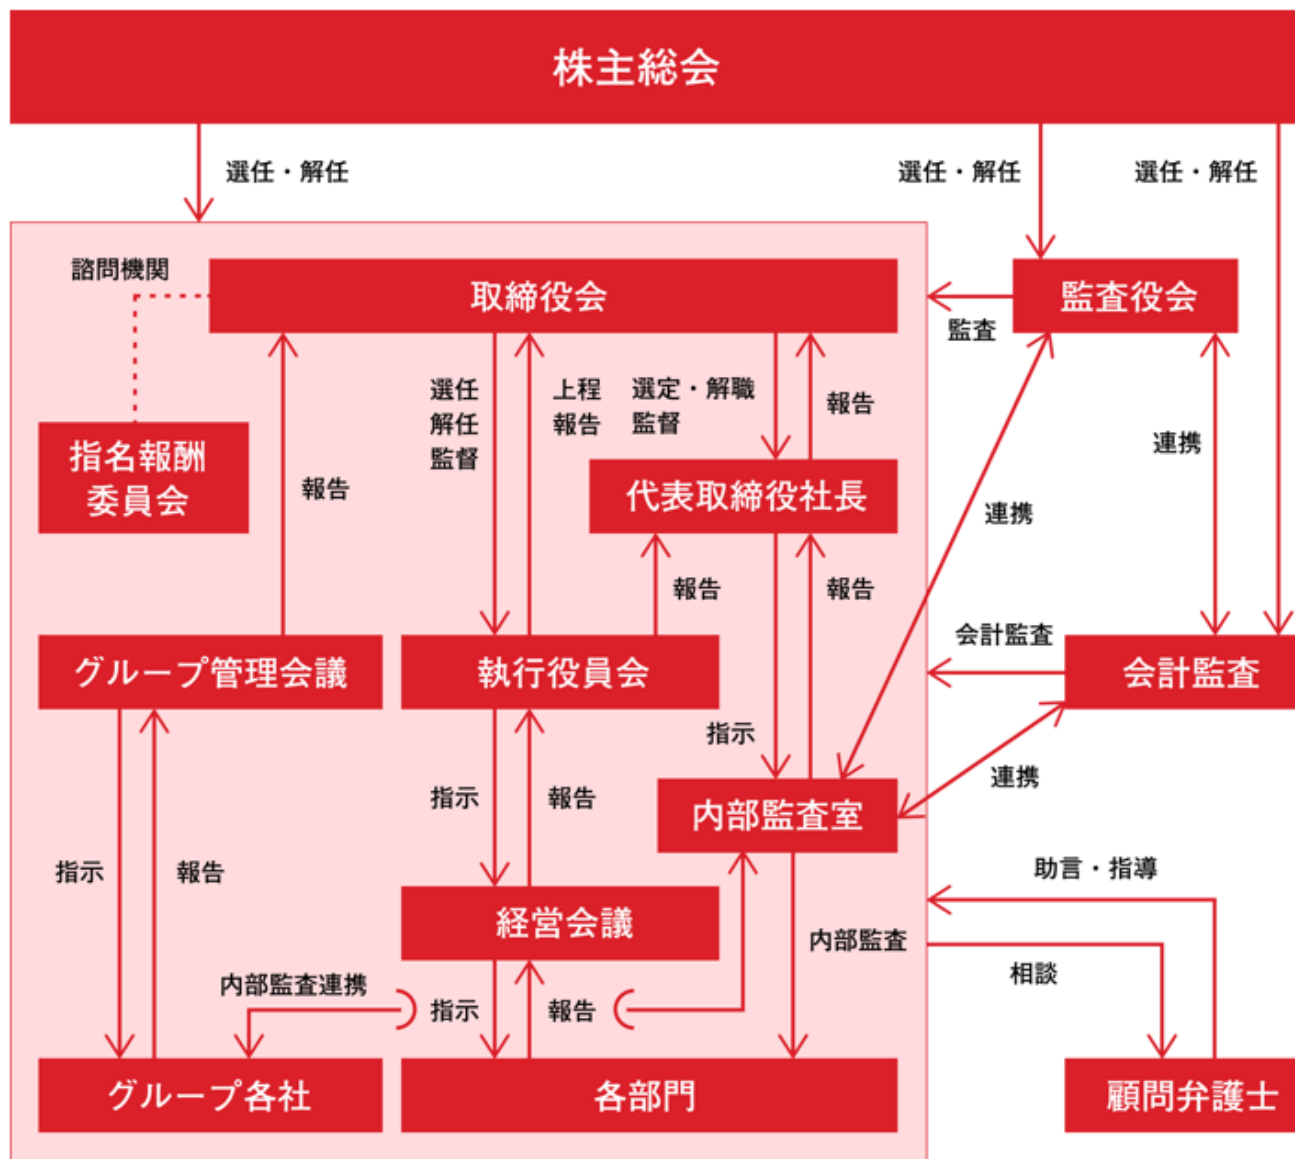 株主総会
選任・解任
選任・解任
選任・解任
諮問機関
取締役会
監査役会
監査
選任
解任
監督
上程
報告
選定・解職
監督
報告
連携
指名報酬
委員会
報告
代表取締役社長
連携
報告
報告
会計監査
グループ管理会議
執行役員会
会計監査
指示
連携
指示
報告
内部監査室
指示
報告
助言・指導
経営会議
内部監査
相談
内部監査連携
指示
報告
グループ各社
各部門
顧問弁護士